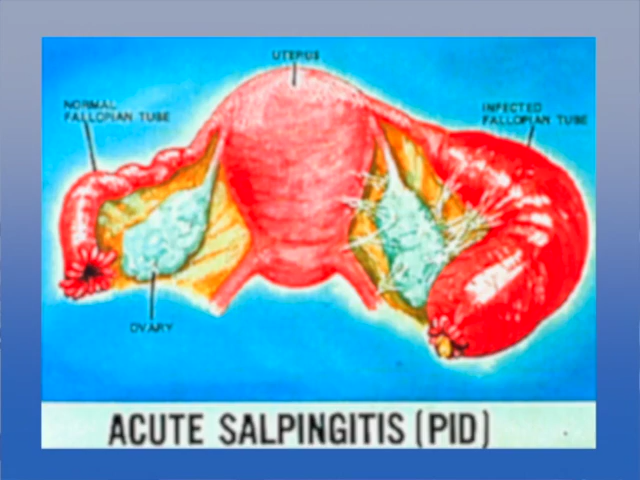 UTERUS
NORMAL
FALLOPIAN TUBE
INFECTED
FALLOPIAN TUBE
OVARY
ACUTE SALPINGITIS (PID)